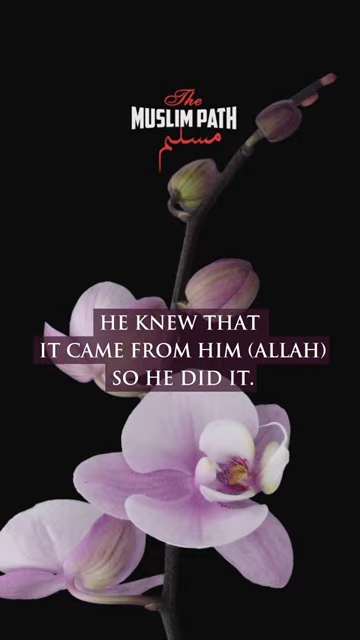 The
MUSLIM PATH
مسلم
HE KNEW THAT
IT CAME FROM HIM (ALLAH)
SO HE DID IT.